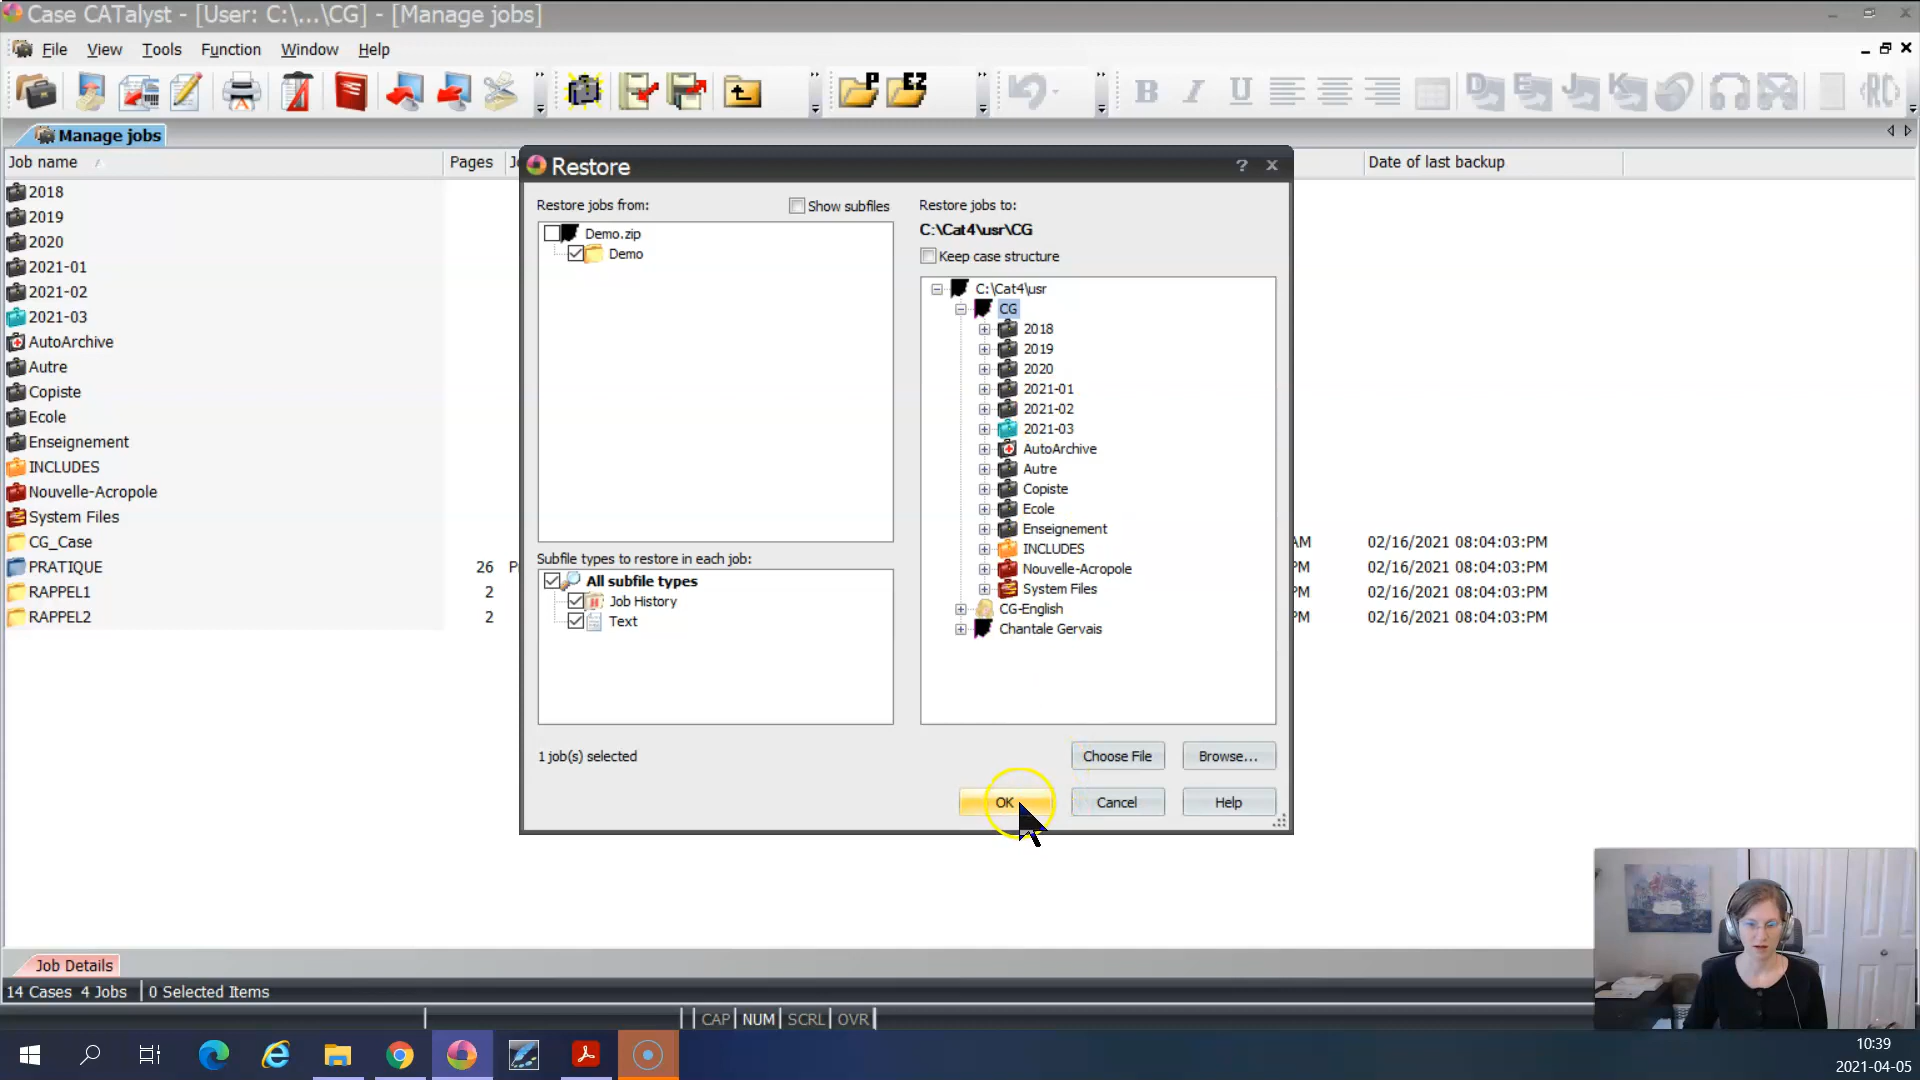 Case CATalyst - [User: C:\...\CG] - [Manage jobs]
File View Tools Function Window Help
P EZ B I U D E J K RC
Manage jobs
Job name Pages Date of last backup
2018
2019
2020
2021-01
2021-02
2021-03
AutoArchive
Autre
Copiste
Ecole
Enseignement
INCLUDES
Nouvelle-Acropole
System Files
CG_Case AM 02/16/2021 08:04:03:PM
PRATIQUE 26 P PM 02/16/2021 08:04:03:PM
RAPPEL1 2 PM 02/16/2021 08:04:03:PM
RAPPEL2 2 PM 02/16/2021 08:04:03:PM
Restore ?
Restore jobs from: Show subfiles
Demo.zip
Demo
Subfile types to restore in each job:
All subfile types
Job History
Text
1 job(s) selected
Restore jobs to:
C:\Cat4\usr\CG
Keep case structure
C:\Cat4\usr
CG
2018
2019
2020
2021-01
2021-02
2021-03
AutoArchive
Autre
Copiste
Ecole
Enseignement
INCLUDES
Nouvelle-Acropole
System Files
CG-English
Chantale Gervais
Choose File Browse...
OK Cancel Help
Job Details
14 Cases 4 Jobs 0 Selected Items
CAP NUM SCRL OVR
10:39
2021-04-05